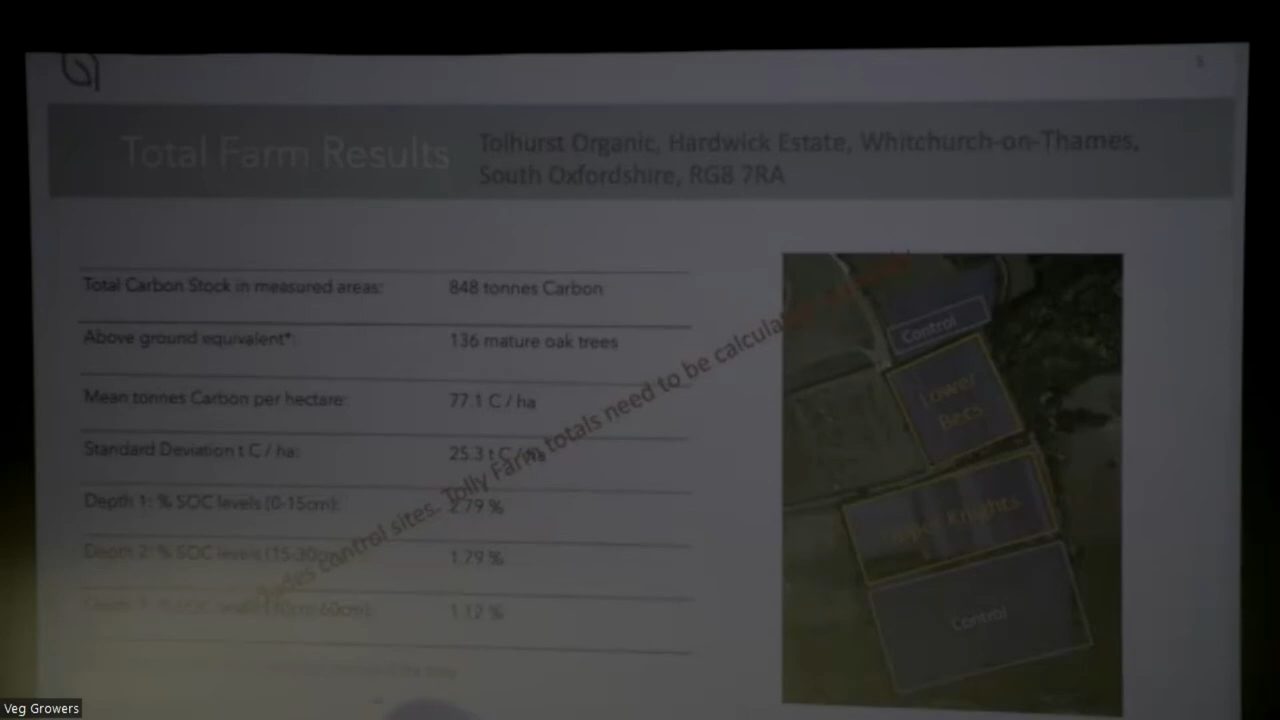 5
Total Farm Results
Tolhurst Organic, Hardwick Estate, Whitchurch-on-Thames,
South Oxfordshire, RG8 7RA
Total Carbon Stock in measured areas: 848 tonnes Carbon
Above ground equivalent*: 136 mature oak trees
Mean tonnes Carbon per hectare: 77.1 C / ha
Standard Deviation t C / ha: 25.3 t C
Depth 1: % SOC levels (0-15cm): 2.79 %
Depth 2: % SOC levels (15-30cm): 1.79 %
1.12 %
control sites. Tolly Farm totals need to be
Control
Lower
Becs
Knights
Control
Veg Growers